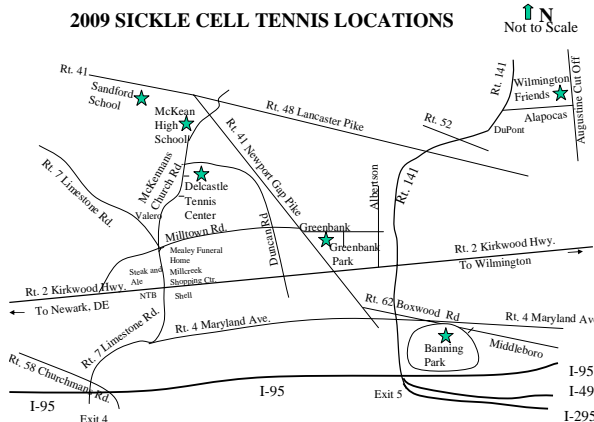 2009 SICKLE CELL TENNIS LOCATIONS
N
Not to Scale
Rt. 41
Sandford
School
McKean
High
School
Rt. 48 Lancaster Pike
Rt. 141
Wilmington
Friends
Alapocas
Augustine Cut Off
DuPont
Rt. 52
Rt. 41 Newport Gap Pike
Rt. 7 Limestone Rd.
McKennans
Church Rd.
Delcastle
Tennis
Center
Valero
Albertson
Rt. 141
Milltown Rd.
Duncan Rd
Greenbank
Greenbank
Park
Mealey Funeral
Home
Steak and
Ale
Millcreek
Shopping Ctr.
Rt. 2 Kirkwood Hwy.
To Wilmington
Rt. 2 Kirkwood Hwy.
To Newark, DE
ATB
Shell
Rt. 62 Boxwood Rd
Rt. 4 Maryland Ave.
Rt. 4 Maryland Ave
Rt. 7 Limestone Rd.
Banning
Park
Middleboro
Rt. 58 Churchmans Rd.
I-95
I-95
I-95
Exit 4
Exit 5
I-495
I-295